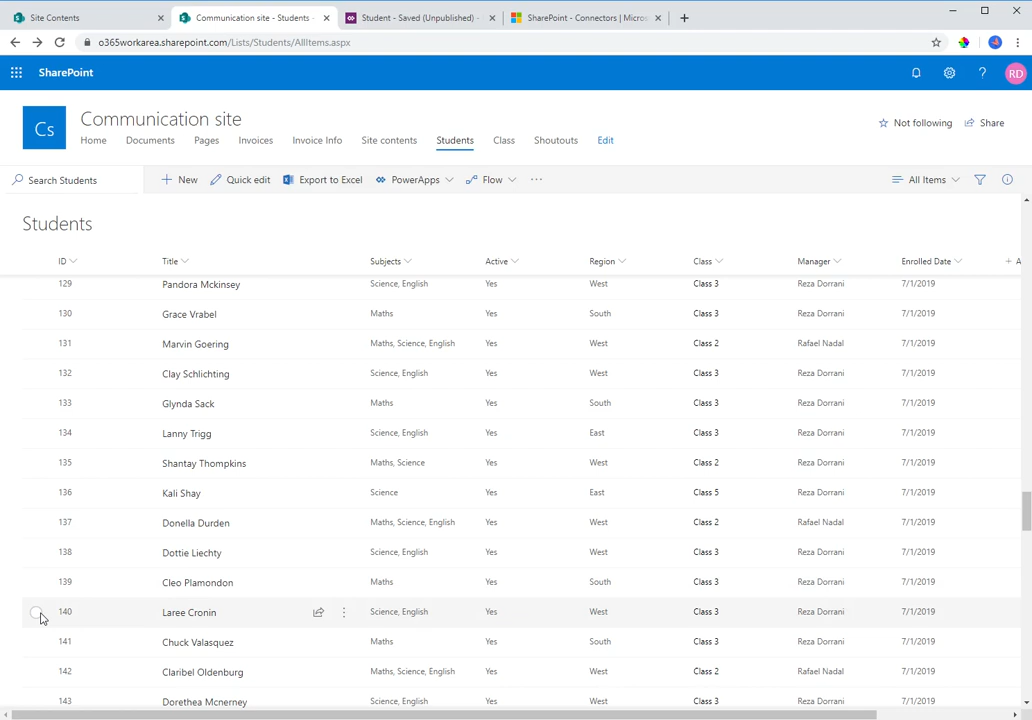 Site Contents
Communication site - Students -
Student - Saved (Unpublished) -
SharePoint - Connectors | Micros
o365workarea.sharepoint.com/Lists/Students/AllItems.aspx
SharePoint
RD
Cs
Communication site
Home Documents Pages Invoices Invoice Info Site contents Students Class Shoutouts Edit
Not following Share
Search Students
New Quick edit Export to Excel PowerApps Flow ... All Items
Students
ID Title Subjects Active Region Class Manager Enrolled Date + A
129 Pandora Mckinsey Science, English Yes West Class 3 Reza Dorrani 7/1/2019
130 Grace Vrabel Maths Yes South Class 3 Reza Dorrani 7/1/2019
131 Marvin Goering Maths, Science, English Yes West Class 2 Rafael Nadal 7/1/2019
132 Clay Schlichting Science, English Yes West Class 3 Reza Dorrani 7/1/2019
133 Glynda Sack Maths Yes South Class 3 Reza Dorrani 7/1/2019
134 Lanny Trigg Science, English Yes East Class 3 Reza Dorrani 7/1/2019
135 Shantay Thompkins Maths, Science Yes West Class 2 Reza Dorrani 7/1/2019
136 Kali Shay Science Yes East Class 5 Reza Dorrani 7/1/2019
137 Donella Durden Maths, Science, English Yes West Class 2 Rafael Nadal 7/1/2019
138 Dottie Liechty Science, English Yes West Class 3 Reza Dorrani 7/1/2019
139 Cleo Plamondon Maths Yes South Class 3 Reza Dorrani 7/1/2019
140 Laree Cronin Science, English Yes West Class 3 Reza Dorrani 7/1/2019
141 Chuck Valasquez Maths Yes South Class 3 Reza Dorrani 7/1/2019
142 Claribel Oldenburg Maths, Science, English Yes West Class 2 Rafael Nadal 7/1/2019
143 Dorethea Mcnerney Science, English Yes West Class 3 Reza Dorrani 7/1/2019